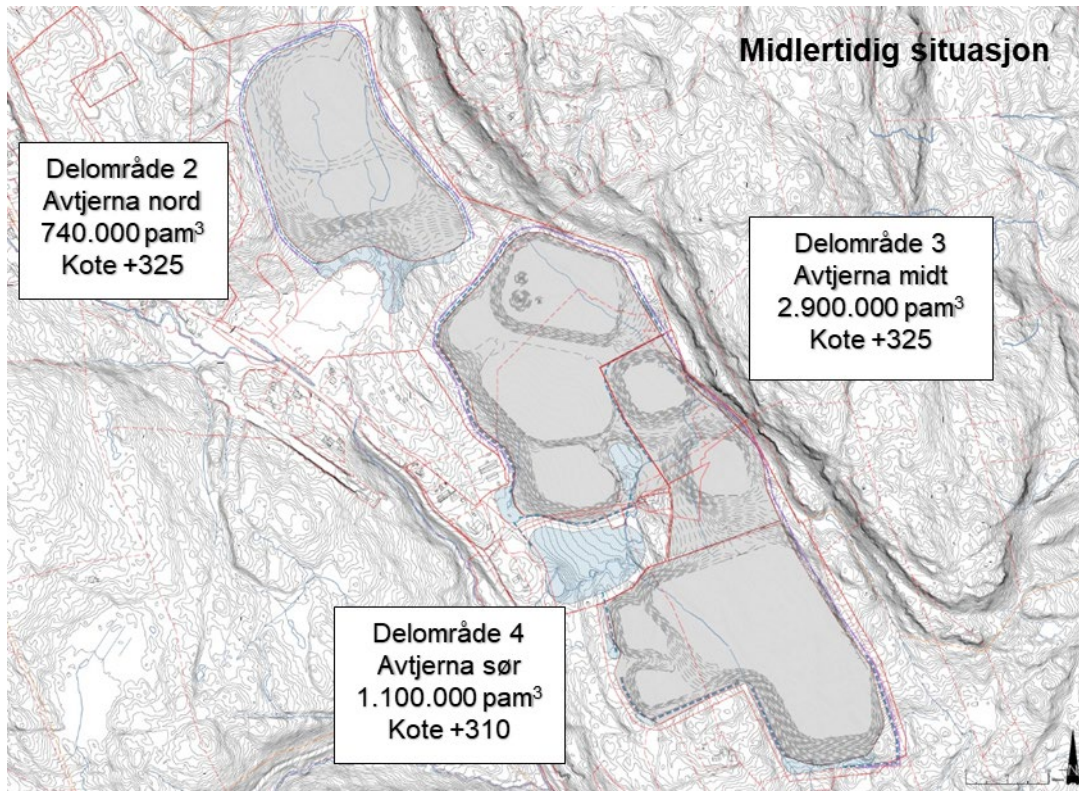 Midlertidig situasjon
Delområde 2
Avtjerna nord
740.000 pam³
Kote +325
Delområde 3
Avtjerna midt
2.900.000 pam³
Kote +325
Delområde 4
Avtjerna sør
1.100.000 pam³
Kote +310
N